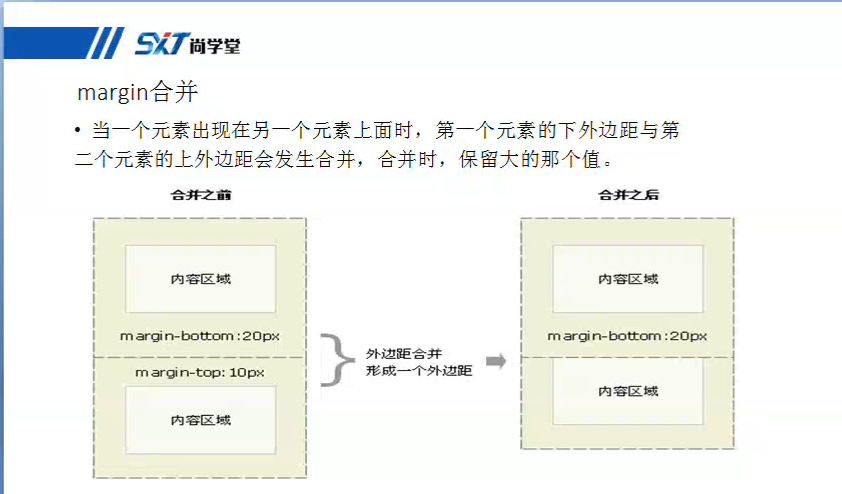 SXT尚学堂
margin合并
• 当一个元素出现在另一个元素上面时，第一个元素的下外边距与第
二个元素的上外边距会发生合并，合并时，保留大的那个值。
合并之前
内容区域
margin-bottom:20px
margin-top:10px
内容区域
外边距合并
形成一个外边距
合并之后
内容区域
margin-bottom:20px
内容区域